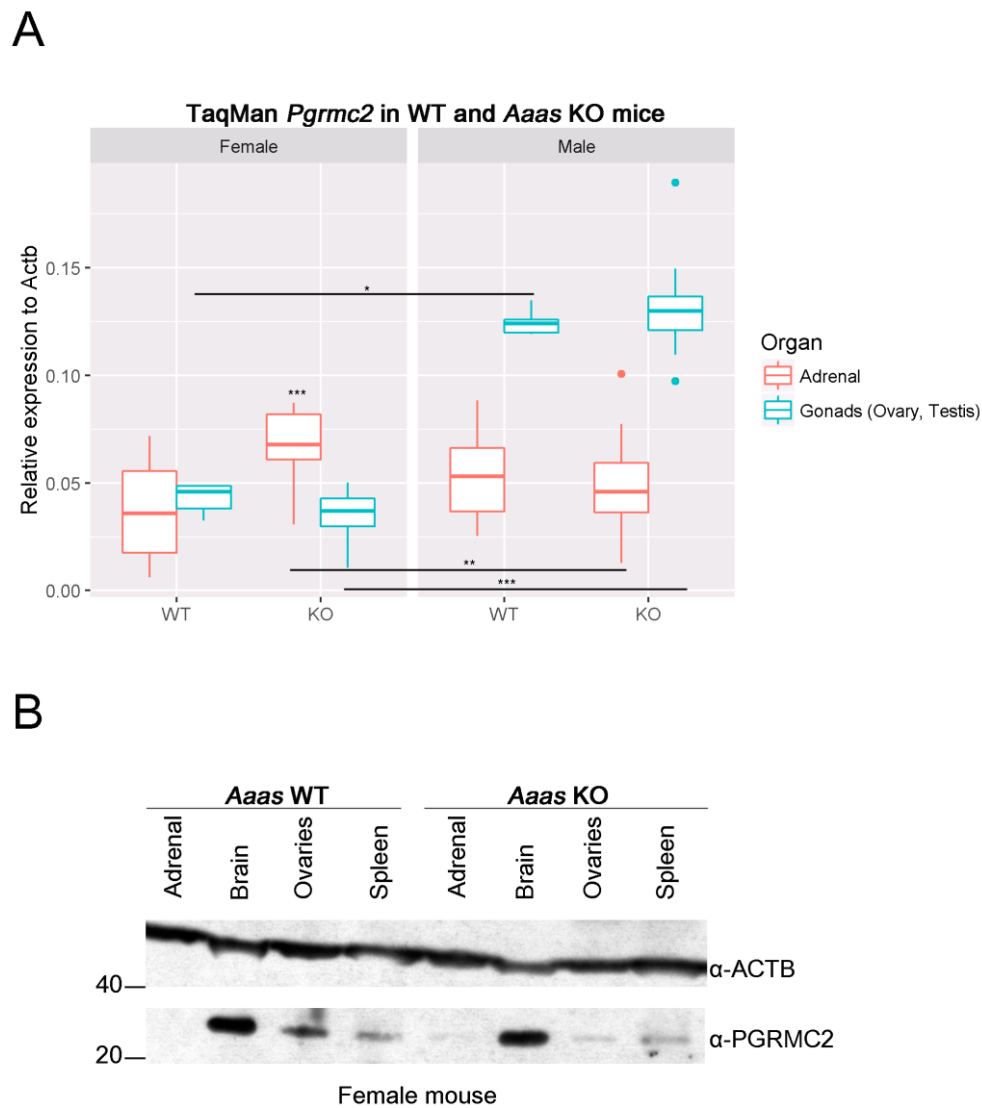 A
TaqMan Pgrmc2 in WT and Aaas KO mice
Female
Male
Relative expression to Actb
0.15
0.10
0.05
0.00
*
***
**
***
WT
KO
WT
KO
Organ
Adrenal
Gonads (Ovary, Testis)
B
Aaas WT
Aaas KO
Adrenal
Brain
Ovaries
Spleen
Adrenal
Brain
Ovaries
Spleen
α-ACTB
40
α-PGRMC2
20
Female mouse